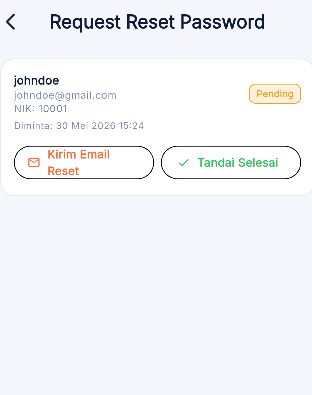 Request Reset Password
johndoe
Pending
johndoe@gmail.com
NIK: 10001
Diminta: 30 Mei 2026 15:24
Kirim Email
Reset
Tandai Selesai